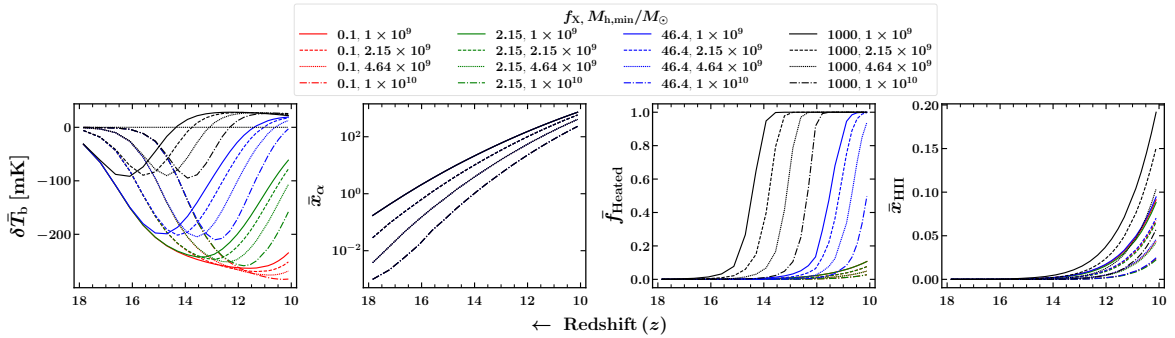 f_X, M_h,min/M_⊙
0.1, 1 × 10^9
2.15, 1 × 10^9
46.4, 1 × 10^9
1000, 1 × 10^9
0.1, 2.15 × 10^9
2.15, 2.15 × 10^9
46.4, 2.15 × 10^9
1000, 2.15 × 10^9
0.1, 4.64 × 10^9
2.15, 4.64 × 10^9
46.4, 4.64 × 10^9
1000, 4.64 × 10^9
0.1, 1 × 10^10
2.15, 1 × 10^10
46.4, 1 × 10^10
1000, 1 × 10^10
δT̄_b [mK]
0
−100
−200
18 16 14 12 10
x̄_α
10^2
10^0
10^−2
18 16 14 12 10
f̄_Heated
1.0
0.8
0.6
0.4
0.2
0.0
18 16 14 12 10
x̄_HII
0.20
0.15
0.10
0.05
0.00
18 16 14 12 10
← Redshift (z)